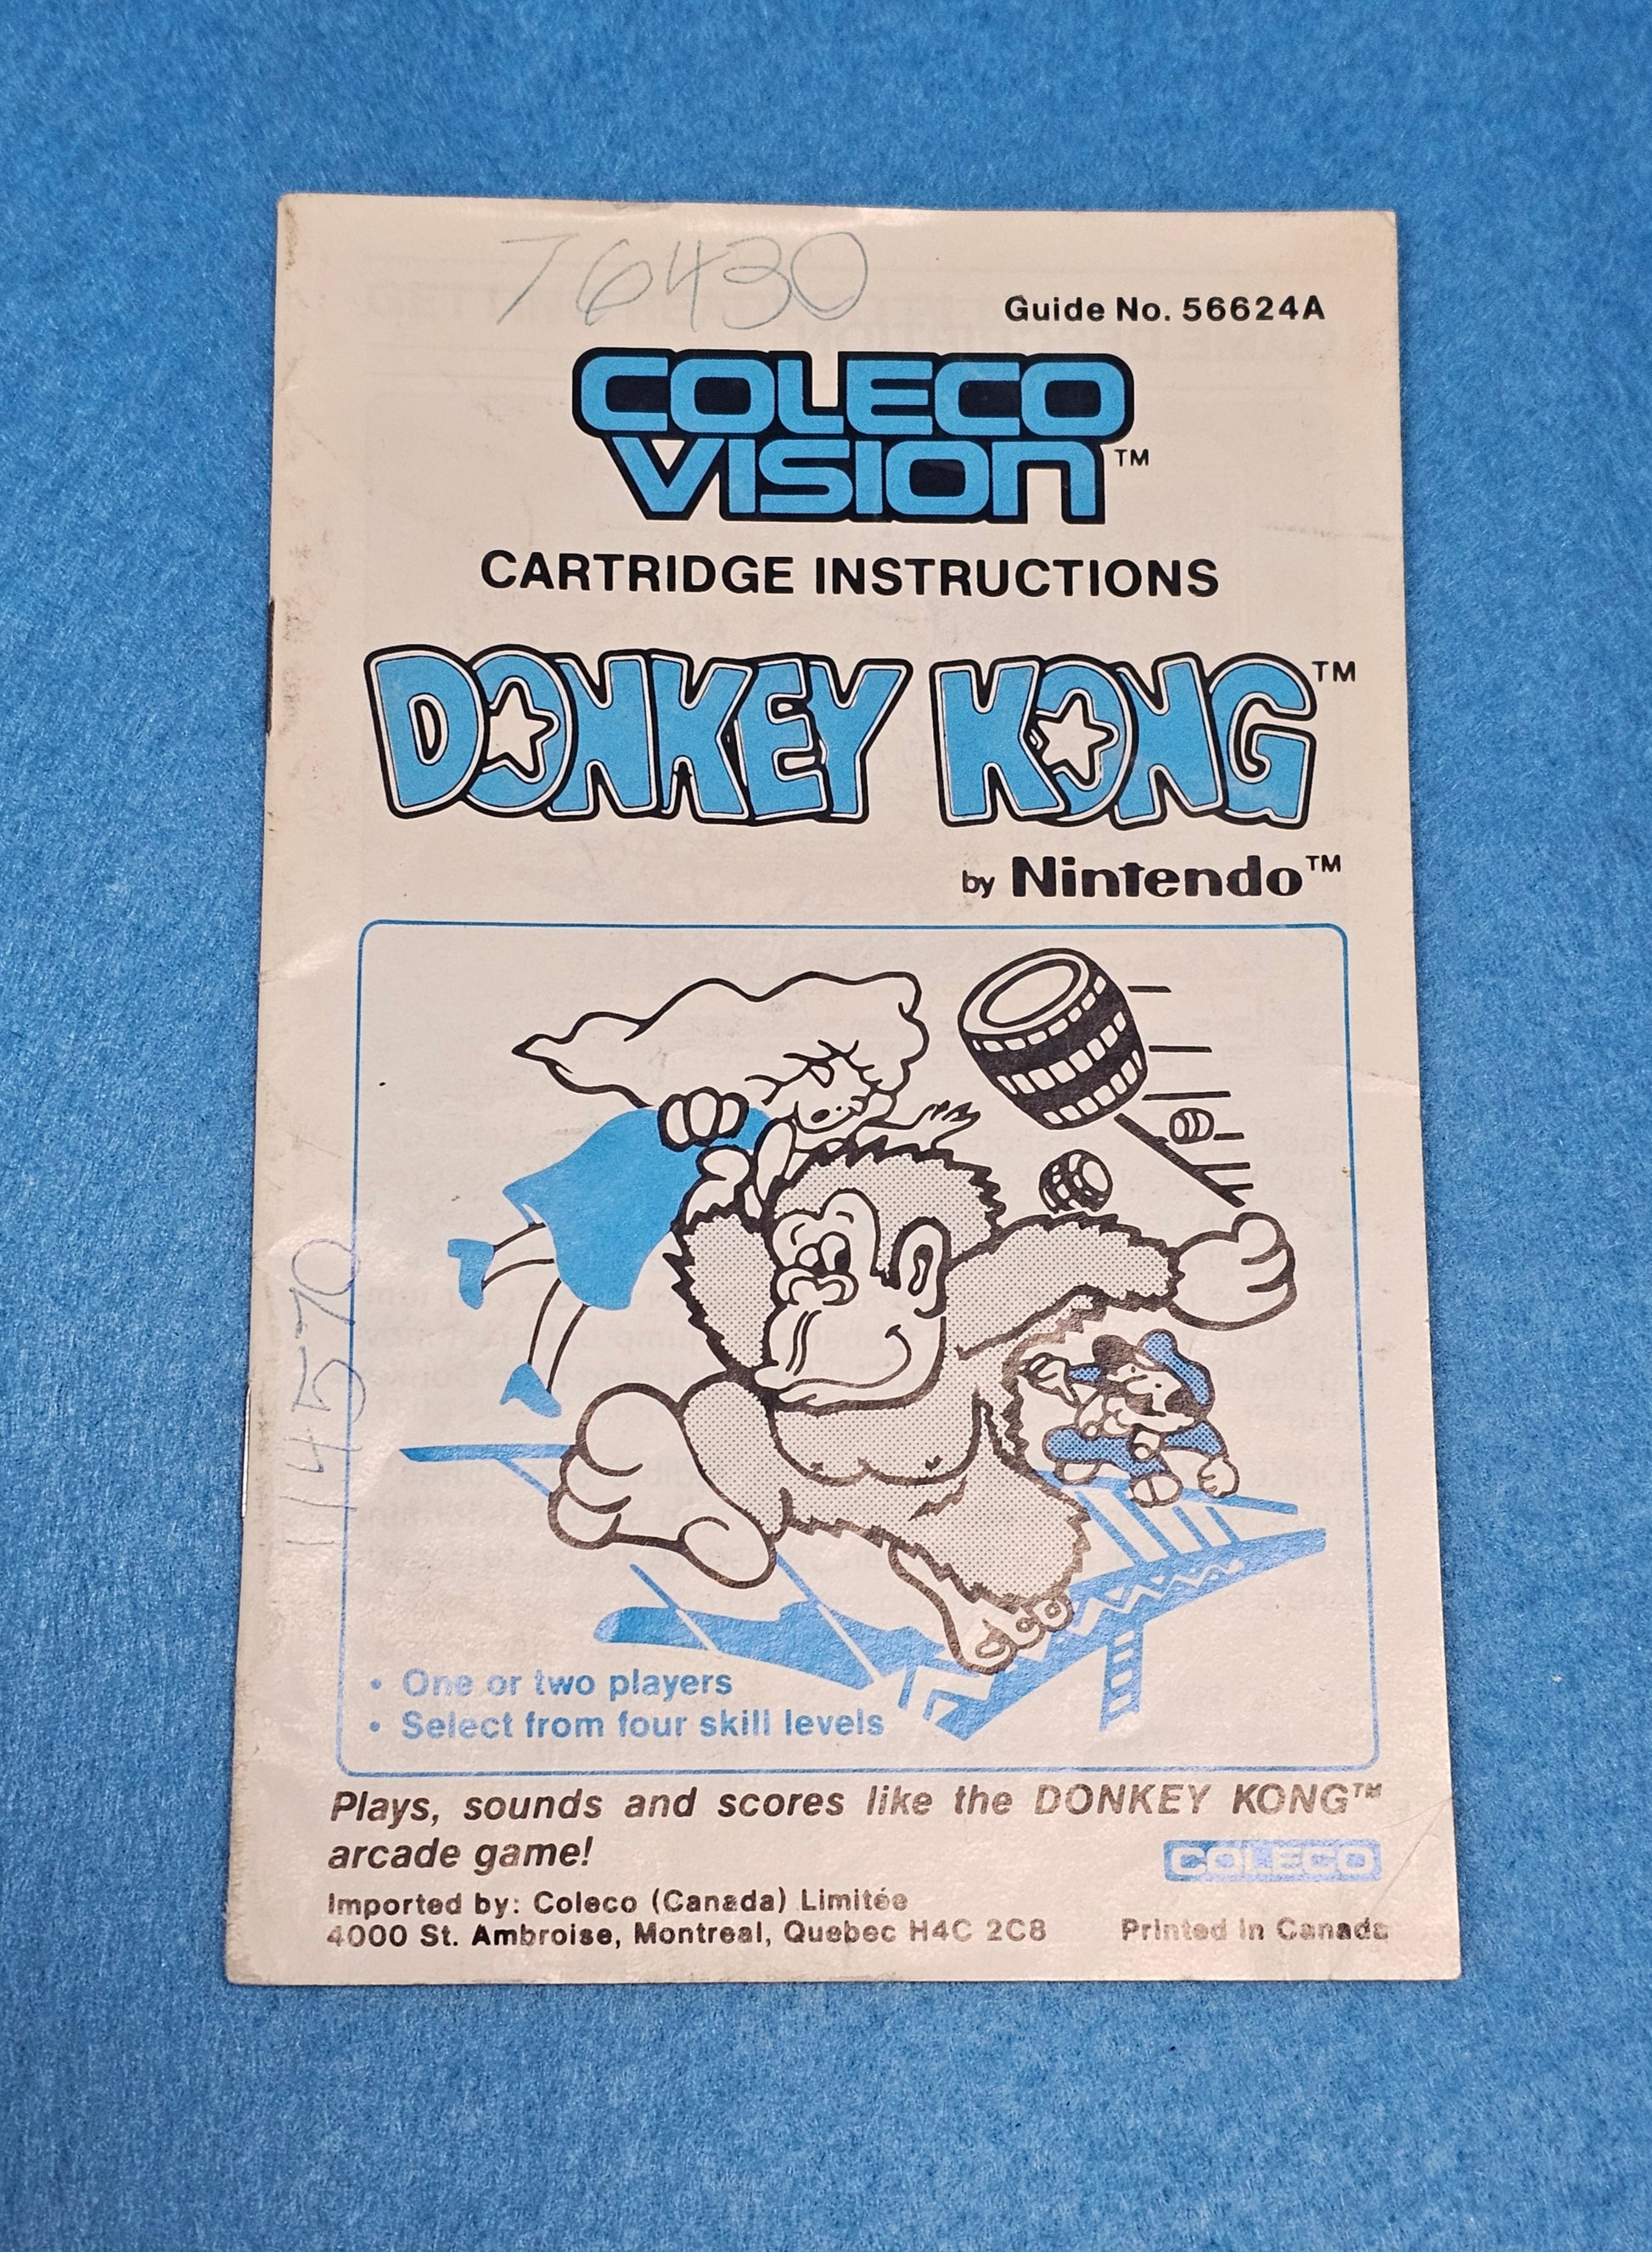 76430
Guide No. 56624A
COLECO
VISION™
CARTRIDGE INSTRUCTIONS
DONKEY KONG™
by Nintendo™
114570
• One or two players
• Select from four skill levels
Plays, sounds and scores like the DONKEY KONG™
arcade game!
COLECO
Imported by: Coleco (Canada) Limitée
4000 St. Ambroise, Montreal, Quebec H4C 2C8
Printed in Canada